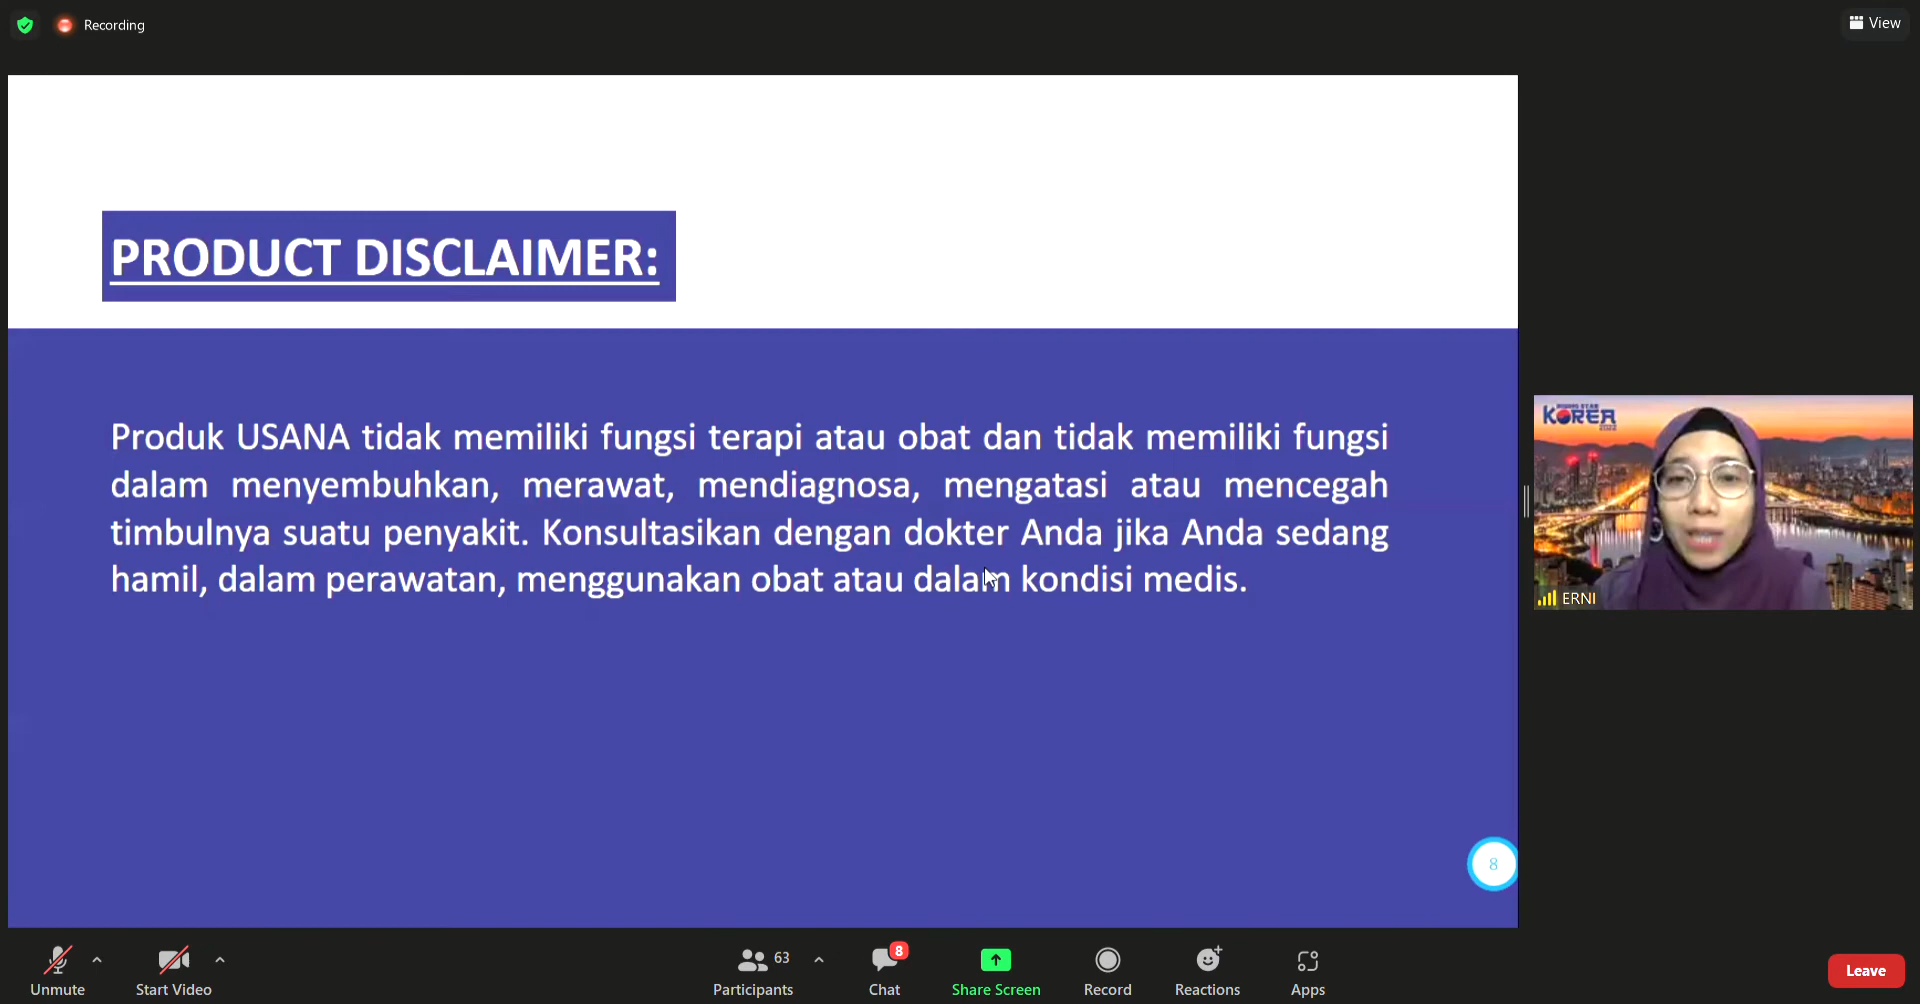 Recording
View
PRODUCT DISCLAIMER:
Produk USANA tidak memiliki fungsi terapi atau obat dan tidak memiliki fungsi
dalam menyembuhkan, merawat, mendiagnosa, mengatasi atau mencegah
timbulnya suatu penyakit. Konsultasikan dengan dokter Anda jika Anda sedang
hamil, dalam perawatan, menggunakan obat atau dalam kondisi medis.
KOREA
ERNI
8
63
8
Unmute
Start Video
Participants
Chat
Share Screen
Record
Reactions
Apps
Leave